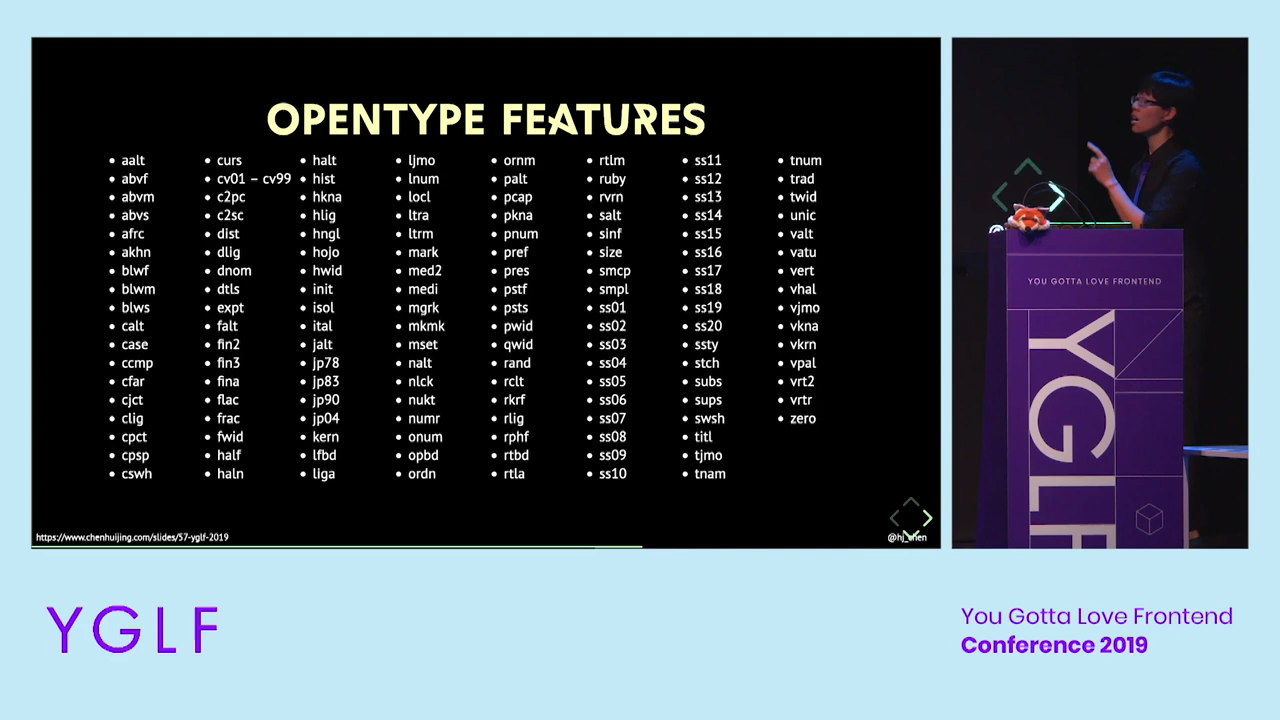 OPENTYPE FEATURES
aalt
abvf
abvm
abvs
afrc
akhn
blwf
blwm
blws
calt
case
ccmp
cfar
cjct
clig
cpct
cpsp
cswh
curs
cv01 – cv99
c2pc
c2sc
dist
dlig
dnom
dtls
expt
falt
fin2
fin3
fina
flac
frac
fwid
half
haln
halt
hist
hkna
hlig
hngl
hojo
hwid
init
isol
ital
jalt
jp78
jp83
jp90
jp04
kern
lfbd
liga
ljmo
lnum
locl
ltra
ltrm
mark
med2
medi
mgrk
mkmk
mset
nalt
nlck
nukt
numr
onum
opbd
ordn
ornm
palt
pcap
pkna
pnum
pref
pres
pstf
psts
pwid
qwid
rand
rclt
rkrf
rlig
rphf
rtbd
rtla
rtlm
ruby
rvrn
salt
sinf
size
smcp
smpl
ss01
ss02
ss03
ss04
ss05
ss06
ss07
ss08
ss09
ss10
ss11
ss12
ss13
ss14
ss15
ss16
ss17
ss18
ss19
ss20
ssty
stch
subs
sups
swsh
titl
tjmo
tnam
tnum
trad
twid
unic
valt
vatu
vert
vhal
vjmo
vkna
vkrn
vpal
vrt2
vrtr
zero
https://www.chenhuijing.com/slides/57-yglf-2019
@hj_chen
YOU GOTTA LOVE FRONTEND
YGLF
YGLF
You Gotta Love Frontend
Conference 2019